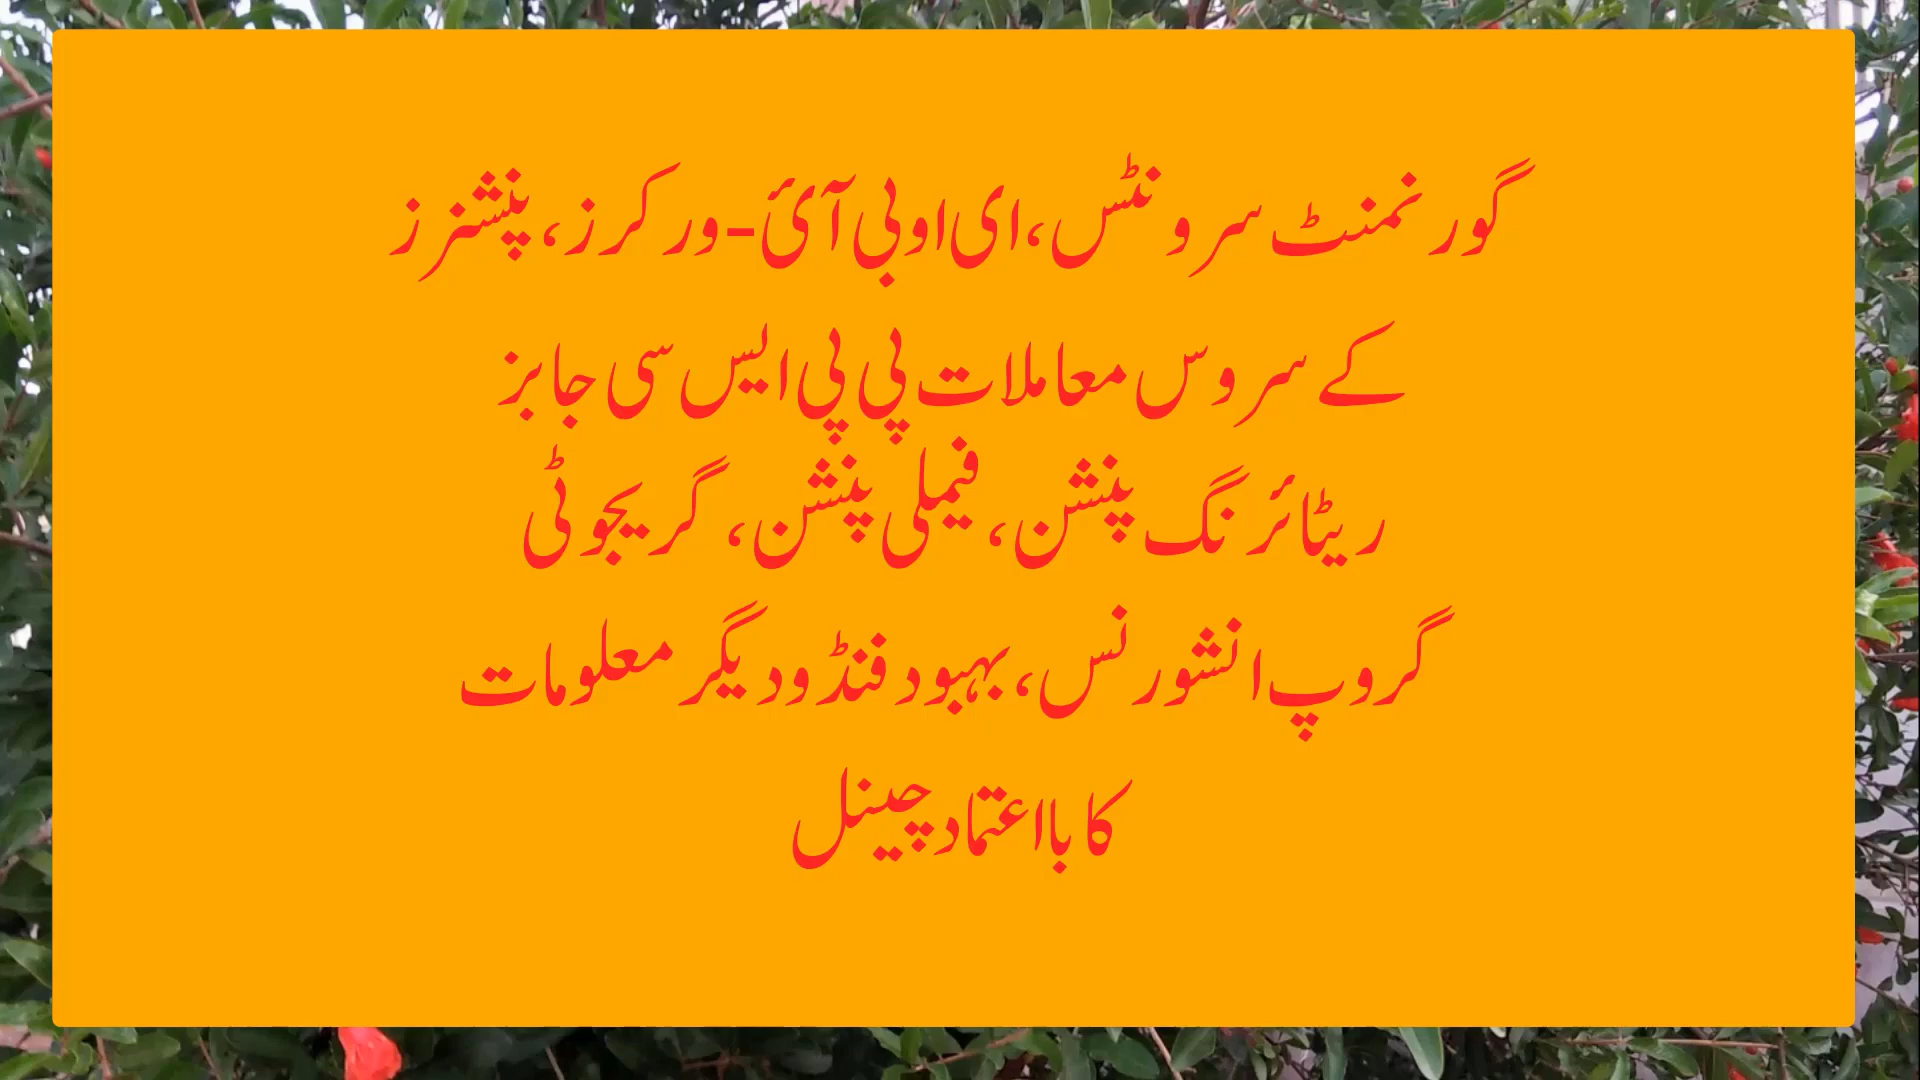 گورنمنٹ سرونٹس،ای او بی آئ-ورکرز، پنشنرز
کے سروس معاملات پی پی ایس سی جابز
ریٹائرنگ پنشن، فیملی پنشن، گریجوٹی
گروپ انشورنس، بہبود فنڈ و دیگر معلومات
کا بااعتماد چینل